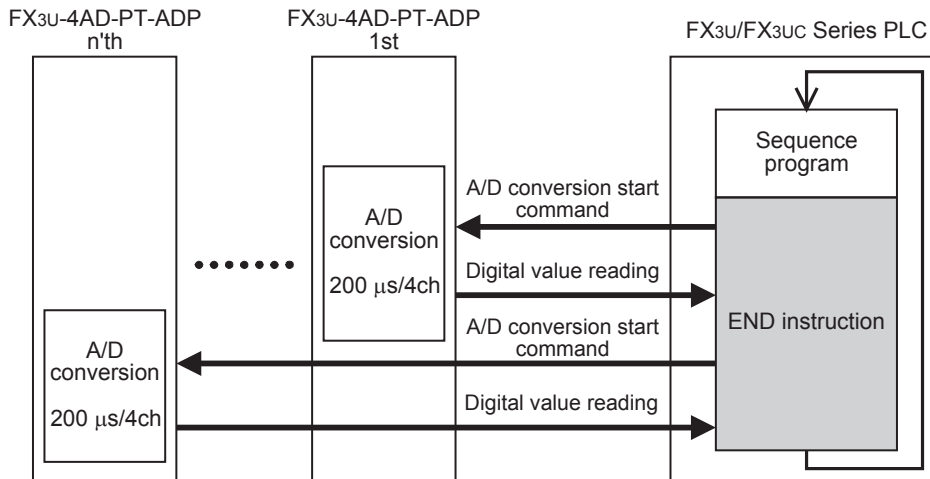 FX3U-4AD-PT-ADP
n'th
FX3U-4AD-PT-ADP
1st
FX3U/FX3UC Series PLC
Sequence
program
A/D conversion start
command
A/D
conversion
200 μs/4ch
Digital value reading
END instruction
A/D conversion start
command
A/D
conversion
200 μs/4ch
Digital value reading